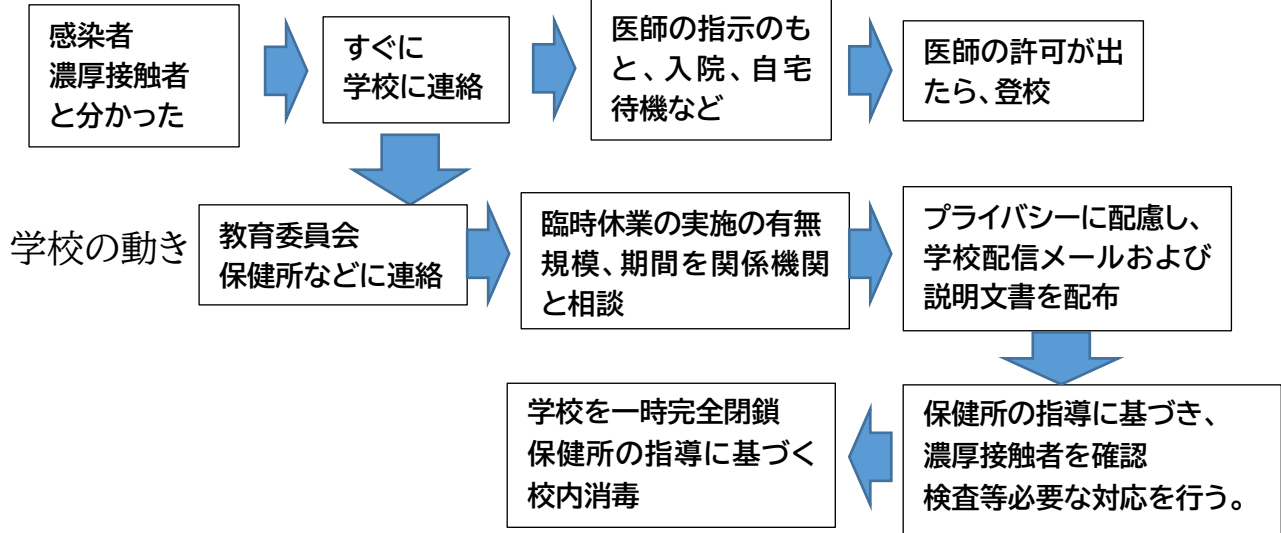 感染者
濃厚接触者
と分かった
すぐに
学校に連絡
医師の指示のも
と、入院、自宅
待機など
医師の許可が出
たら、登校
学校の動き
教育委員会
保健所などに連絡
臨時休業の実施の有無
規模、期間を関係機関
と相談
プライバシーに配慮し、
学校配信メールおよび
説明文書を配布
保健所の指導に基づき、
濃厚接触者を確認
検査等必要な対応を行う。
学校を一時完全閉鎖
保健所の指導に基づく
校内消毒